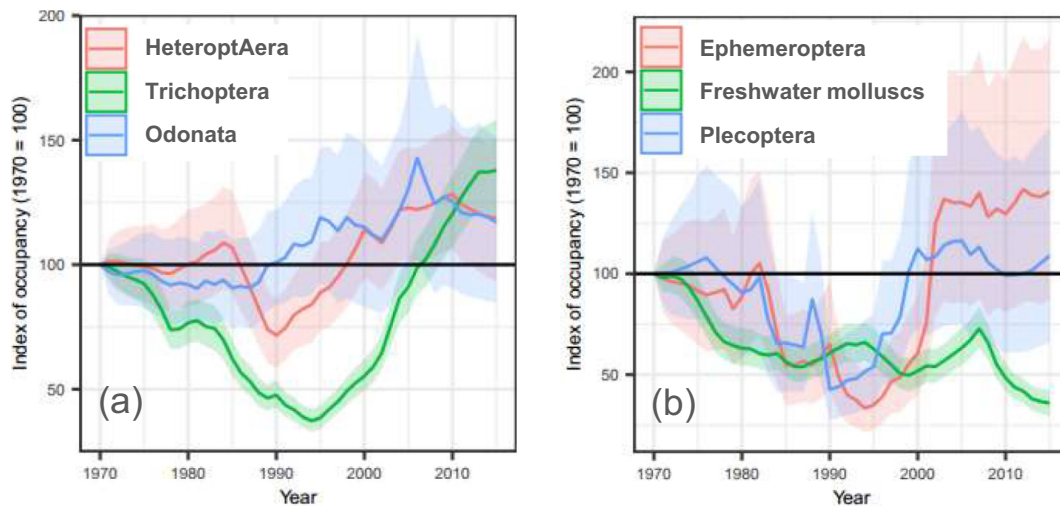 200
150
100
50
Index of occupancy (1970 = 100)
HeteroptAera
Trichoptera
Odonata
(a)
1970 1980 1990 2000 2010
Year
200
150
100
50
Index of occupancy (1970 = 100)
Ephemeroptera
Freshwater molluscs
Plecoptera
(b)
1970 1980 1990 2000 2010
Year